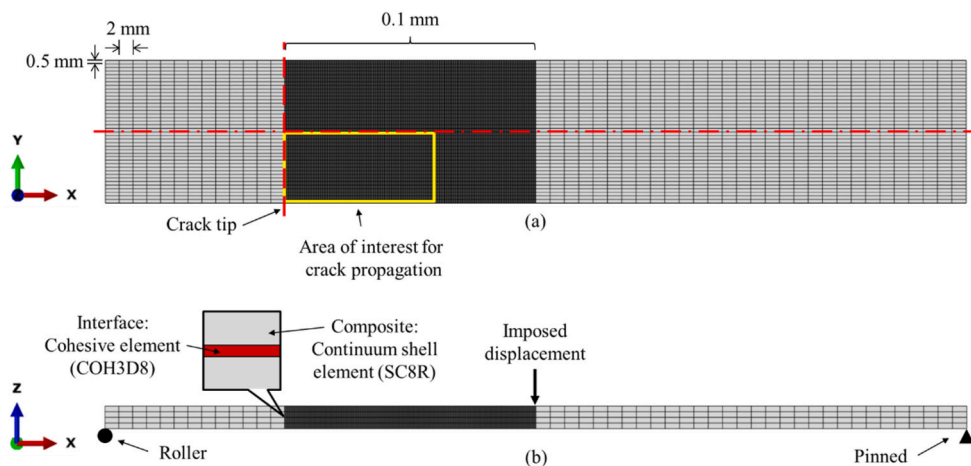 0.1 mm
2 mm
0.5 mm
Y
X
Crack tip
(a)
Area of interest for
crack propagation
Interface:
Cohesive element
(COH3D8)
Composite:
Continuum shell
element (SC8R)
Imposed
displacement
Z
X
Roller
(b)
Pinned